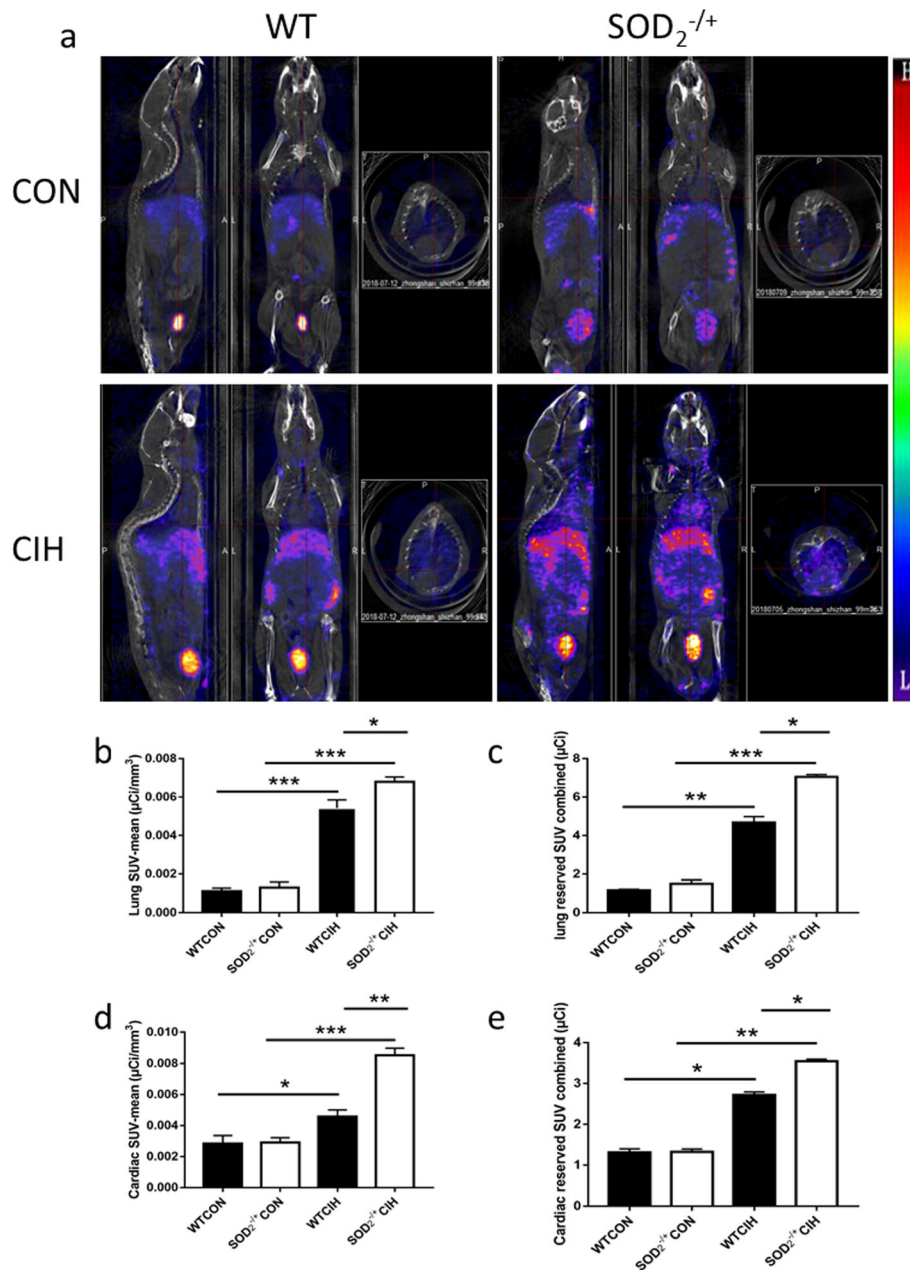 WT SOD₂⁻/⁺
a
CON
CIH
H
P A L R
P A L R
A L R
T P
L R
2018-07-12_zhongshan_shizhan_99m
T P
L R
20180709_zhongshan_shizhan_99m
T P
L R
2018-07-12_zhongshan_shizhan_99m
T P
L R
20180705_zhongshan_shizhan_99m
b
Lung SUV-mean (μCi/mm³)
0.008
0.006
0.004
0.002
0.000
***
***
*
WTCON
SOD₂⁻/⁺CON
WTCIH
SOD₂⁻/⁺CIH
c
lung reserved SUV combined (μCi)
8
6
4
2
0
**
***
*
WTCON
SOD₂⁻/⁺CON
WTCIH
SOD₂⁻/⁺CIH
d
Cardiac SUV-mean (μCi/mm³)
0.010
0.008
0.006
0.004
0.002
0.000
*
***
**
WTCON
SOD₂⁻/⁺CON
WTCIH
SOD₂⁻/⁺CIH
e
Cardiac reserved SUV combined (μCi)
4
3
2
1
0
*
**
*
WTCON
SOD₂⁻/⁺CON
WTCIH
SOD₂⁻/⁺CIH